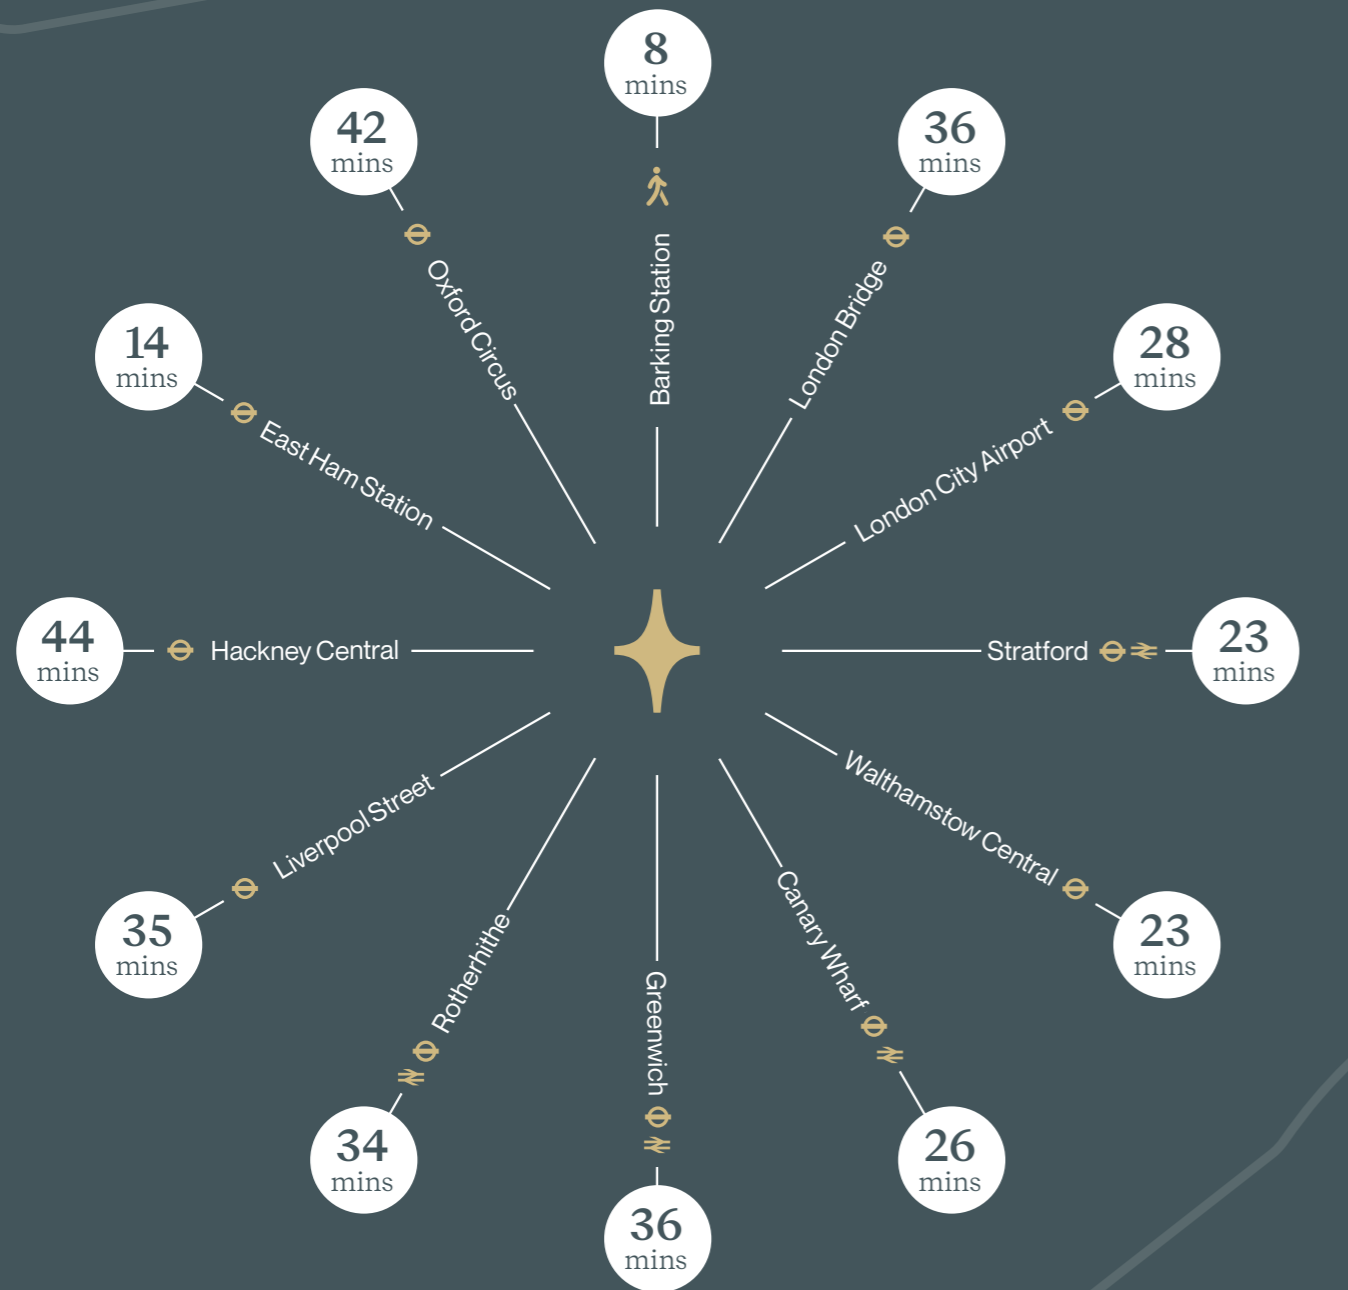 8
mins
Barking Station
36
mins
London Bridge
28
mins
London City Airport
23
mins
Stratford
23
mins
Walthamstow Central
26
mins
Canary Wharf
36
mins
Greenwich
34
mins
Rotherhithe
35
mins
Liverpool Street
44
mins
Hackney Central
14
mins
East Ham Station
42
mins
Oxford Circus